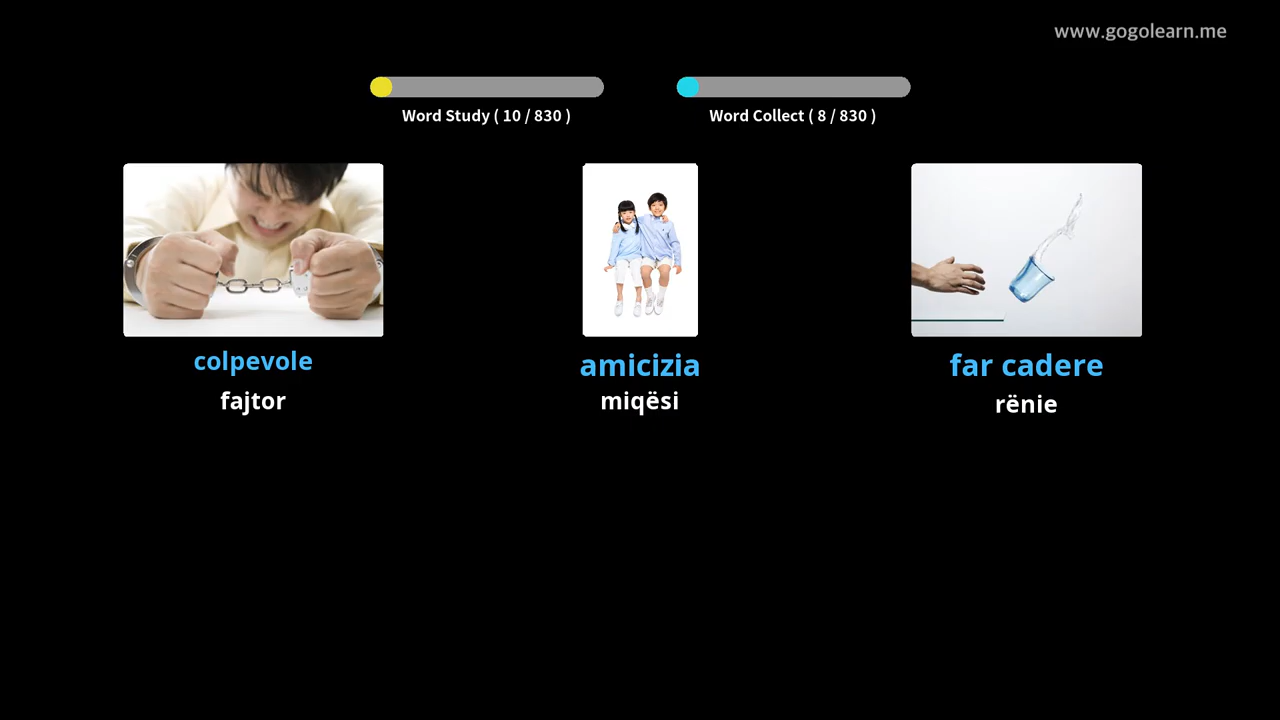 www.gogolearn.me
Word Study ( 10 / 830 )
Word Collect ( 8 / 830 )
colpevole
fajtor
amicizia
miqësi
far cadere
rënie